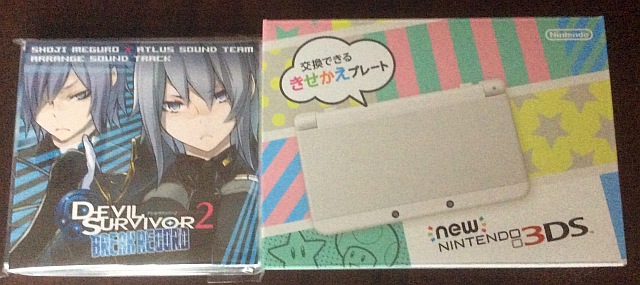 SHOJI MEGURO X ATLUS SOUND TEAM
ARRANGE SOUND TRACK
DEVIL
SURVIVOR 2
BREAK RECORD
Nintendo
交換できる
きせかえプレート
new
NINTENDO 3DS